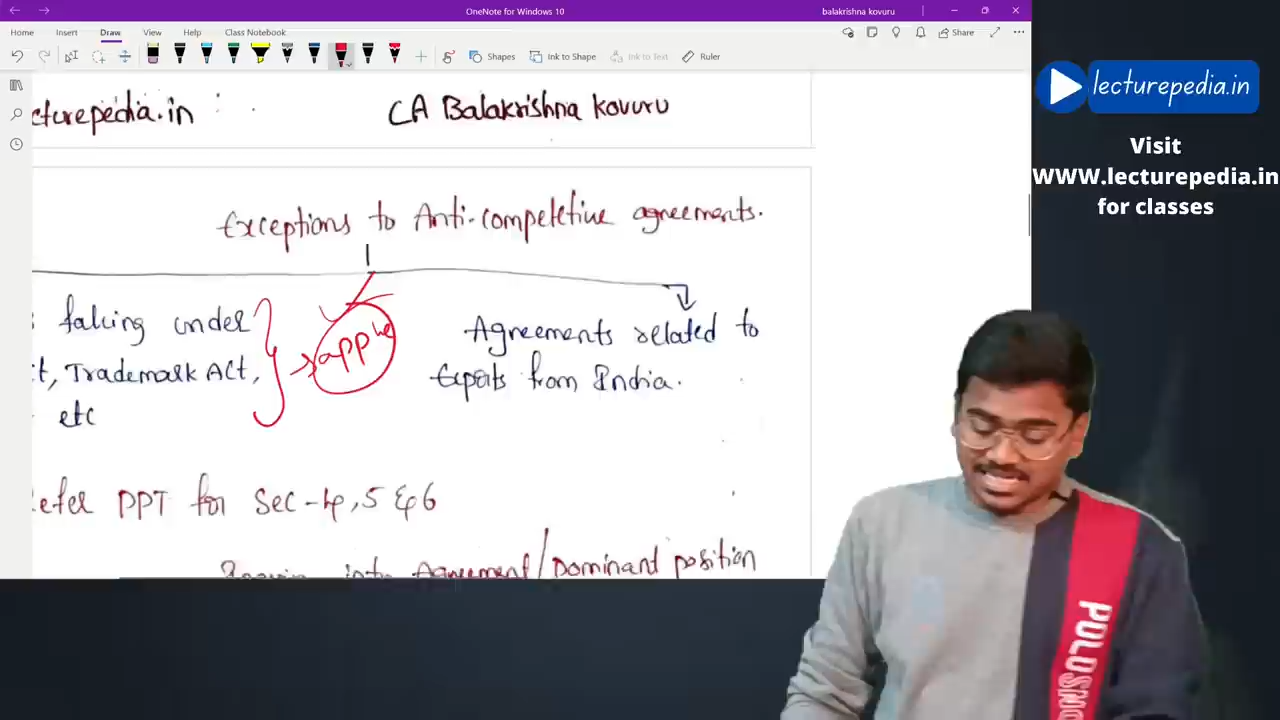 OneNote for Windows 10
balakrishna kovuru
Home Insert Draw View Help Class Notebook
Share
Shapes Ink to Shape Ink to Text Ruler
cturepedia.in :
CA Balakrishna kovuru
Exceptions to Anti-competetive agreements.
falling under
t, Trademark Act,
etc
Agreements related to
Exports from India.
efer PPT for Sec-4,5 & 6
into Agreement/Dominant position
lecturepedia.in
Visit
WWW.lecturepedia.in
for classes
POLO